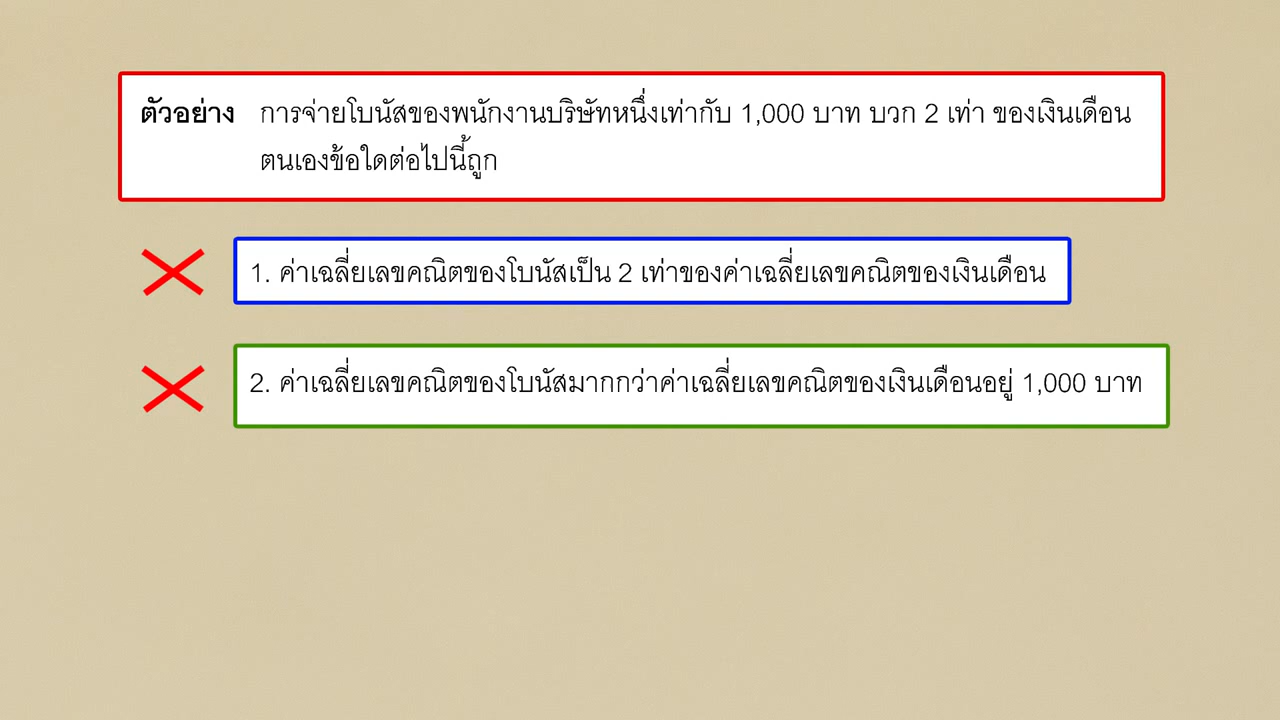 ตัวอย่าง การจ่ายโบนัสของพนักงานบริษัทหนึ่งเท่ากับ 1,000 บาท บวก 2 เท่า ของเงินเดือน
ตนเองข้อใดต่อไปนี้ถูก
1. ค่าเฉลี่ยเลขคณิตของโบนัสเป็น 2 เท่าของค่าเฉลี่ยเลขคณิตของเงินเดือน
2. ค่าเฉลี่ยเลขคณิตของโบนัสมากกว่าค่าเฉลี่ยเลขคณิตของเงินเดือนอยู่ 1,000 บาท